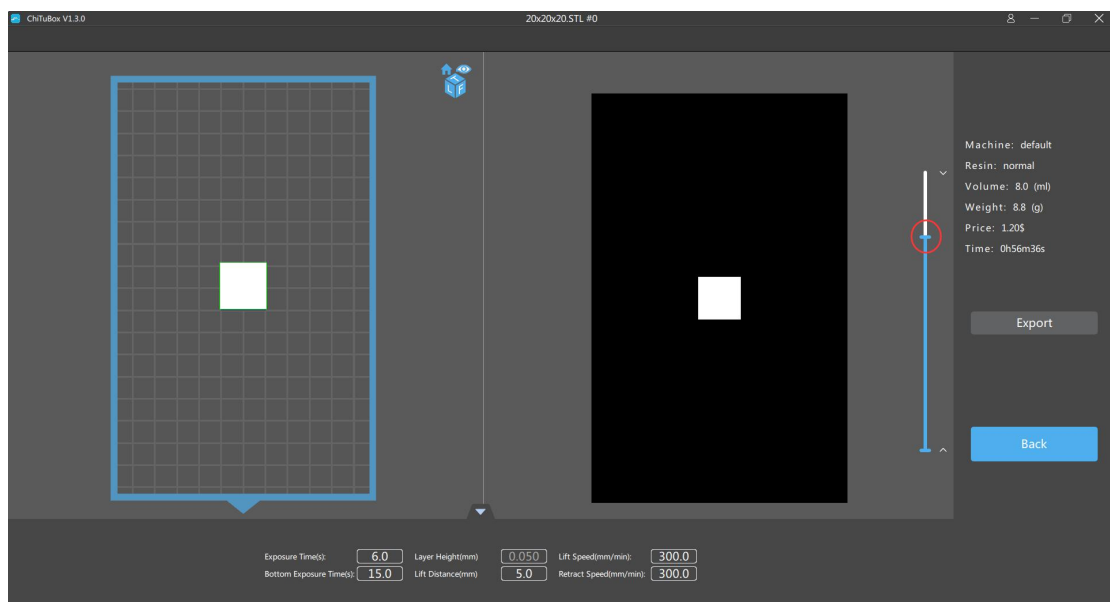 ChiTuBox V1.3.0
20x20x20.STL #0
T
L F
Machine: default
Resin: normal
Volume: 8.0 (ml)
Weight: 8.8 (g)
Price: 1.20$
Time: 0h56m36s
Export
Back
Exposure Time(s): 6.0 Layer Height(mm) 0.050 Lift Speed(mm/min): 300.0
Bottom Exposure Time(s): 15.0 Lift Distance(mm) 5.0 Retract Speed(mm/min): 300.0